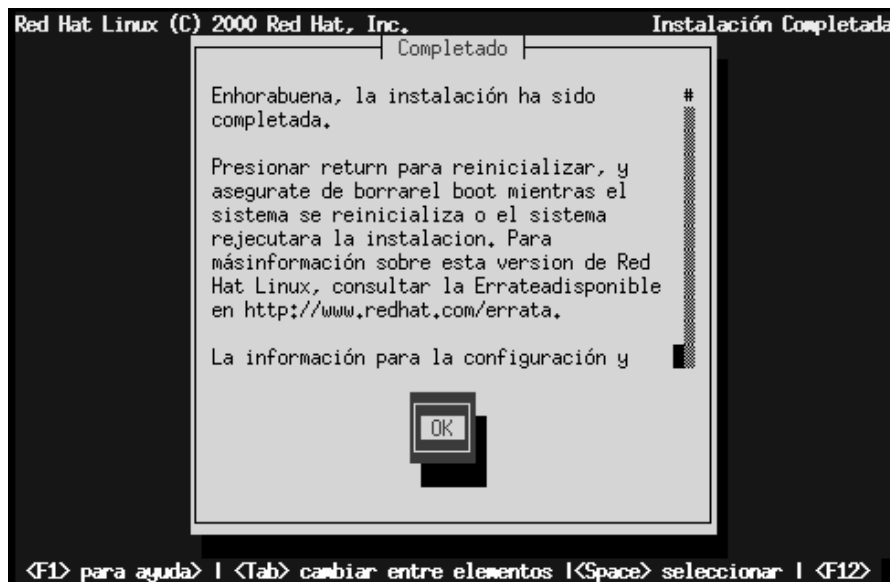 Red Hat Linux (C) 2000 Red Hat, Inc. Instalación Completada
Completado
Enhorabuena, la instalación ha sido #
completada.
Presionar return para reinicializar, y
asegurate de borrarel boot mientras el
sistema se reinicializa o el sistema
rejecutara la instalacion. Para
másinformación sobre esta version de Red
Hat Linux, consultar la Errateadisponible
en http://www.redhat.com/errata.
La información para la configuración y
OK
<F1> para ayuda> | <Tab> cambiar entre elementos |<Space> seleccionar | <F12>